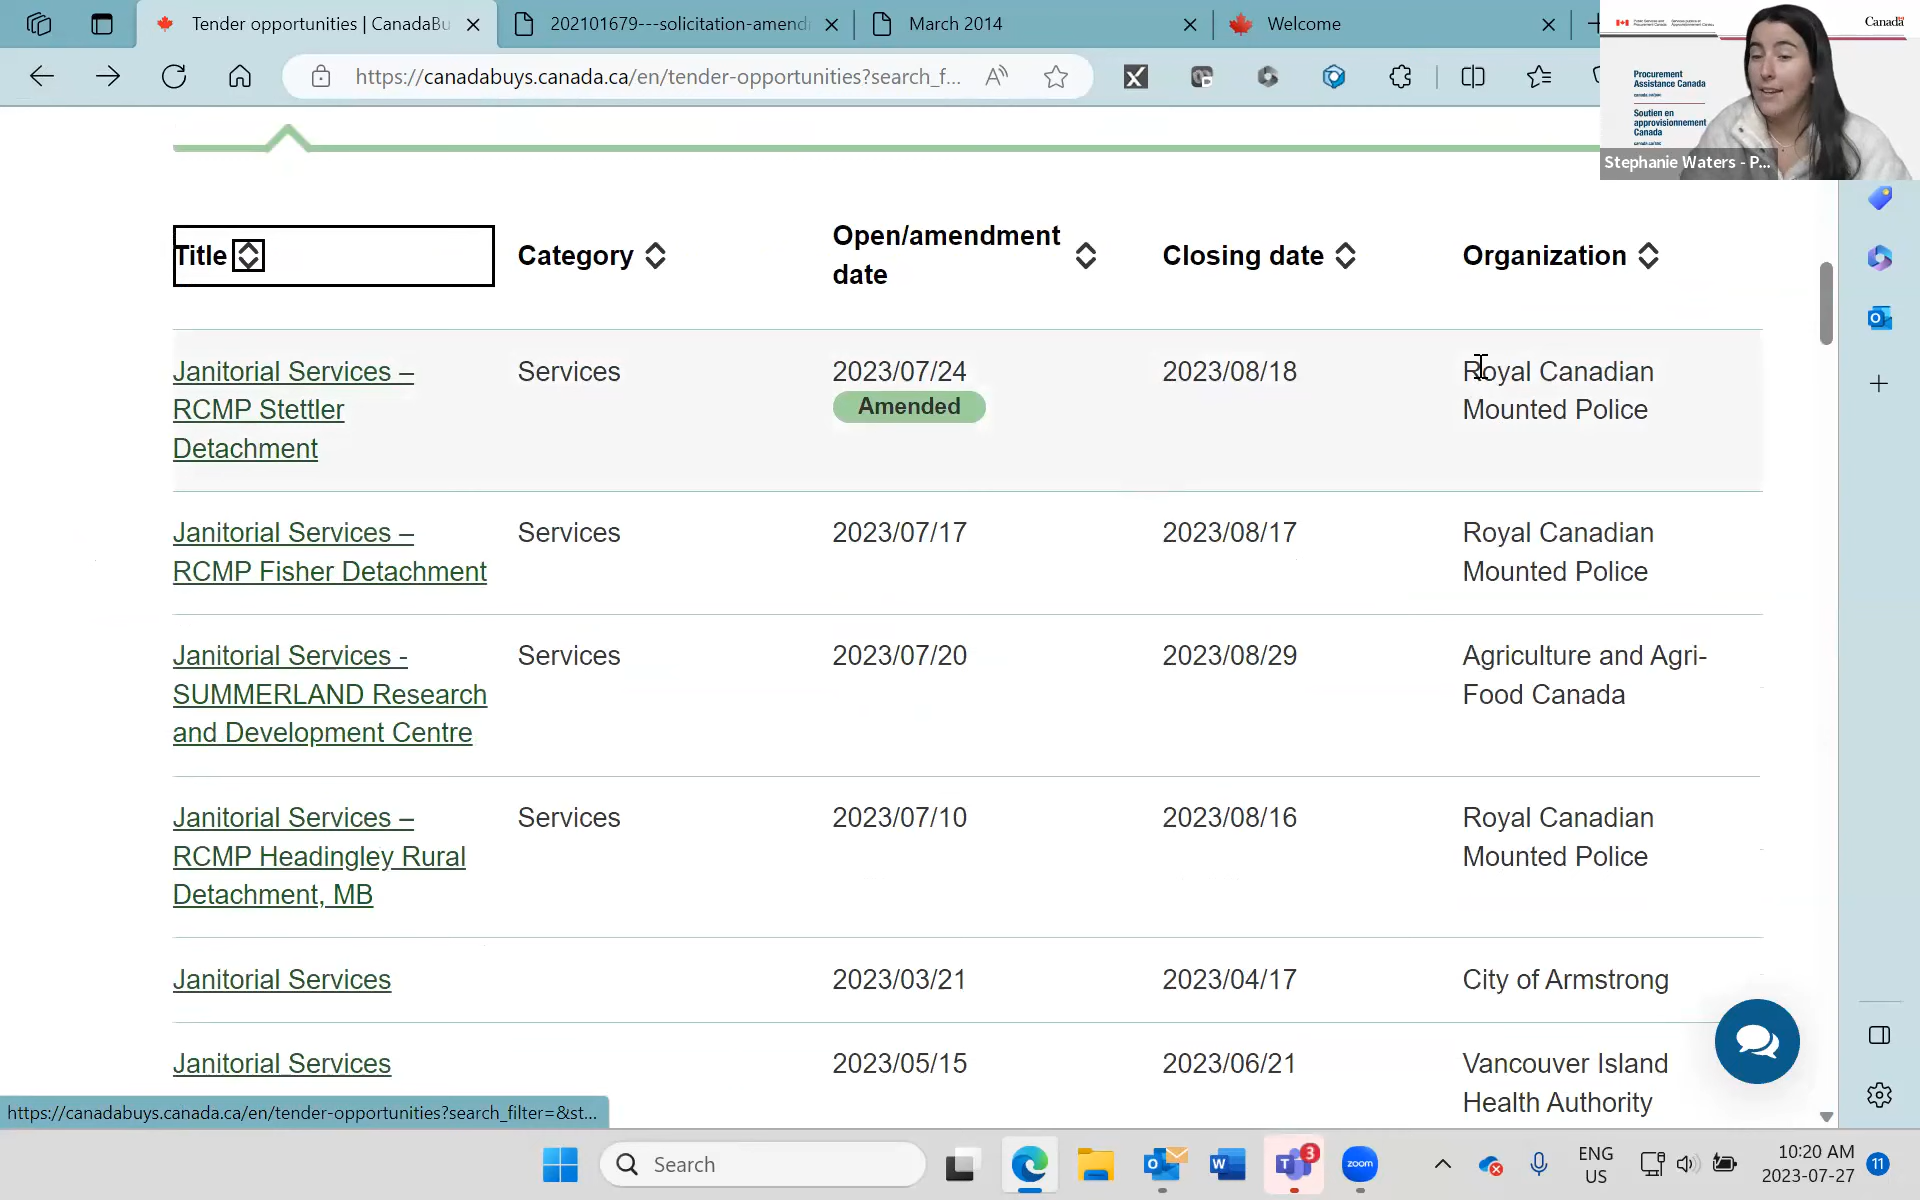 Tender opportunities | CanadaBu
202101679---solicitation-amendi
March 2014
Welcome
https://canadabuys.canada.ca/en/tender-opportunities?search_f...
Canada
Procurement
Assistance Canada
Soutien en
approvisionnement
Canada
Stephanie Waters - P...
Title
Category
Open/amendment
date
Closing date
Organization
Janitorial Services –
RCMP Stettler
Detachment
Services
2023/07/24
Amended
2023/08/18
Royal Canadian
Mounted Police
Janitorial Services –
RCMP Fisher Detachment
Services
2023/07/17
2023/08/17
Royal Canadian
Mounted Police
Janitorial Services -
SUMMERLAND Research
and Development Centre
Services
2023/07/20
2023/08/29
Agriculture and Agri-
Food Canada
Janitorial Services –
RCMP Headingley Rural
Detachment, MB
Services
2023/07/10
2023/08/16
Royal Canadian
Mounted Police
Janitorial Services
2023/03/21
2023/04/17
City of Armstrong
Janitorial Services
2023/05/15
2023/06/21
Vancouver Island
Health Authority
https://canadabuys.canada.ca/en/tender-opportunities?search_filter=&st...
Search
W
T
3
zoom
ENG
US
10:20 AM
2023-07-27
11